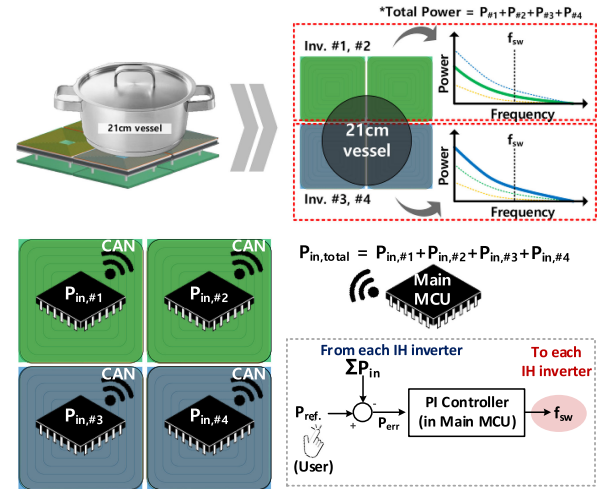 *Total Power = P#1+P#2+P#3+P#4
Inv. #1, #2
fsw
Power
Frequency
21cm vessel
21cm
vessel
fsw
Power
Inv. #3, #4
Frequency
CAN
CAN
Pin,#1
Pin,#2
CAN
CAN
Pin,#3
Pin,#4
Pin,total = Pin,#1+Pin,#2+Pin,#3+Pin,#4
Main
MCU
From each IH inverter
To each
IH inverter
ΣPin
Pref.
+
-
Perr
PI Controller
(in Main MCU)
fsw
(User)